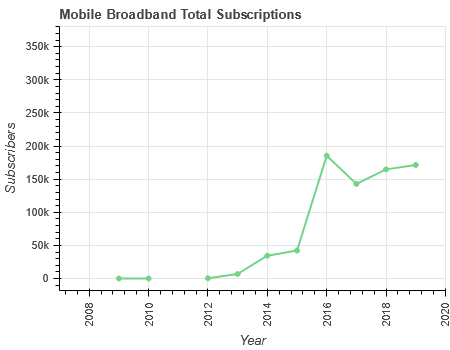 Mobile Broadband Total Subscriptions
350k
300k
250k
200k
150k
100k
50k
0
Subscribers
2008
2010
2012
2014
2016
2018
2020
Year